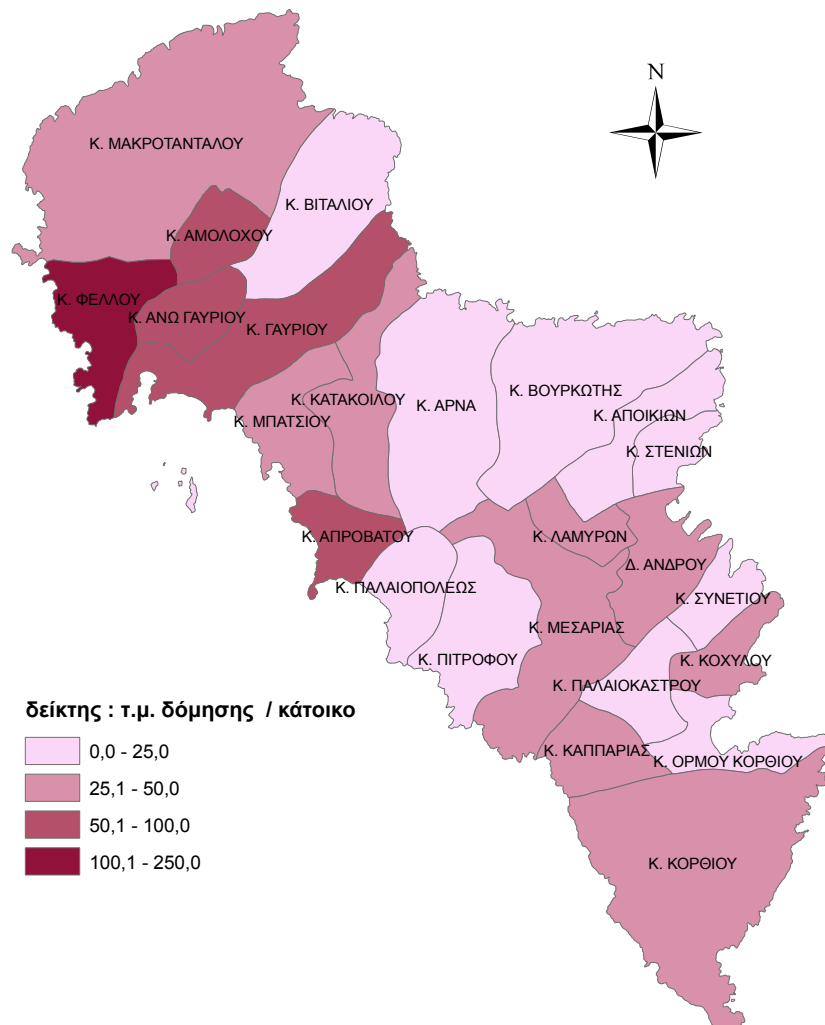 N
Κ. ΜΑΚΡΟΤΑΝΤΑΛΟΥ
Κ. ΒΙΤΑΛΙΟΥ
Κ. ΑΜΟΛΟΧΟΥ
Κ. ΦΕΛΛΟΥ
Κ. ΑΝΩ ΓΑΥΡΙΟΥ
Κ. ΓΑΥΡΙΟΥ
Κ. ΒΟΥΡΚΩΤΗΣ
Κ. ΚΑΤΑΚΟΙΛΟΥ
Κ. ΑΡΝΑ
Κ. ΑΠΟΙΚΙΩΝ
Κ. ΜΠΑΤΣΙΟΥ
Κ. ΣΤΕΝΙΩΝ
Κ. ΑΠΡΟΒΑΤΟΥ
Κ. ΛΑΜΥΡΩΝ
Δ. ΑΝΔΡΟΥ
Κ. ΠΑΛΑΙΟΠΟΛΕΩΣ
Κ. ΣΥΝΕΤΙΟΥ
Κ. ΜΕΣΑΡΙΑΣ
Κ. ΠΙΤΡΟΦΟΥ
Κ. ΚΟΧΥΛΟΥ
Κ. ΠΑΛΑΙΟΚΑΣΤΡΟΥ
Κ. ΚΑΠΠΑΡΙΑΣ
Κ. ΟΡΜΟΥ ΚΟΡΘΙΟΥ
Κ. ΚΟΡΘΙΟΥ
δείκτης : τ.μ. δόμησης / κάτοικο
0,0 - 25,0
25,1 - 50,0
50,1 - 100,0
100,1 - 250,0